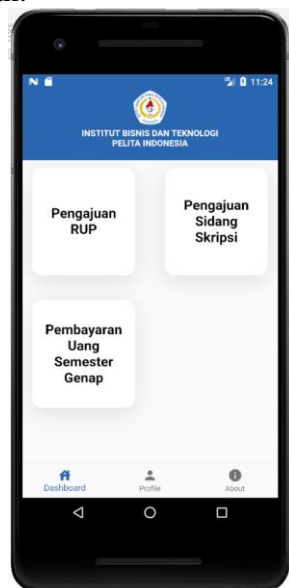 11:24
INSTITUT BISNIS DAN TEKNOLOGI
PELITA INDONESIA
Pengajuan
RUP
Pengajuan
Sidang
Skripsi
Pembayaran
Uang
Semester
Genap
Dashboard
Profile
About